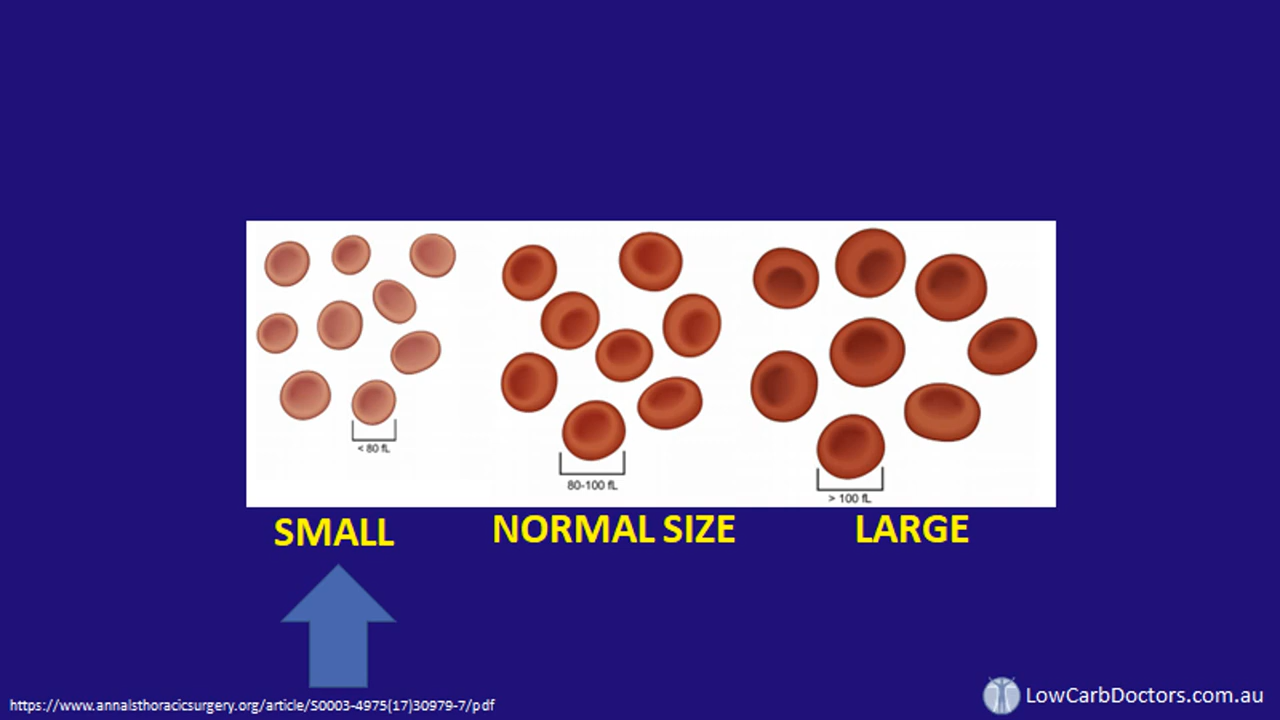 < 80 fL
80-100 fL
> 100 fL
SMALL
NORMAL SIZE
LARGE
https://www.annalsthoracicsurgery.org/article/S0003-4975(17)30979-7/pdf
LowCarbDoctors.com.au